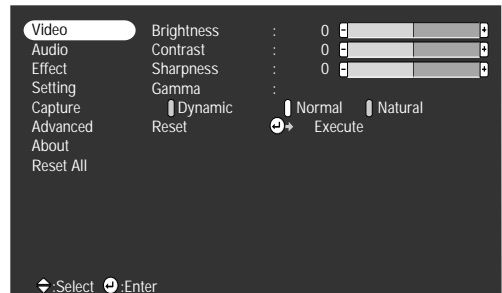 Video Brightness : 0 - +
Audio Contrast : 0 - +
Effect Sharpness : 0 - +
Setting Gamma :
Capture Dynamic Normal Natural
Advanced Reset Execute
About
Reset All
:Select :Enter